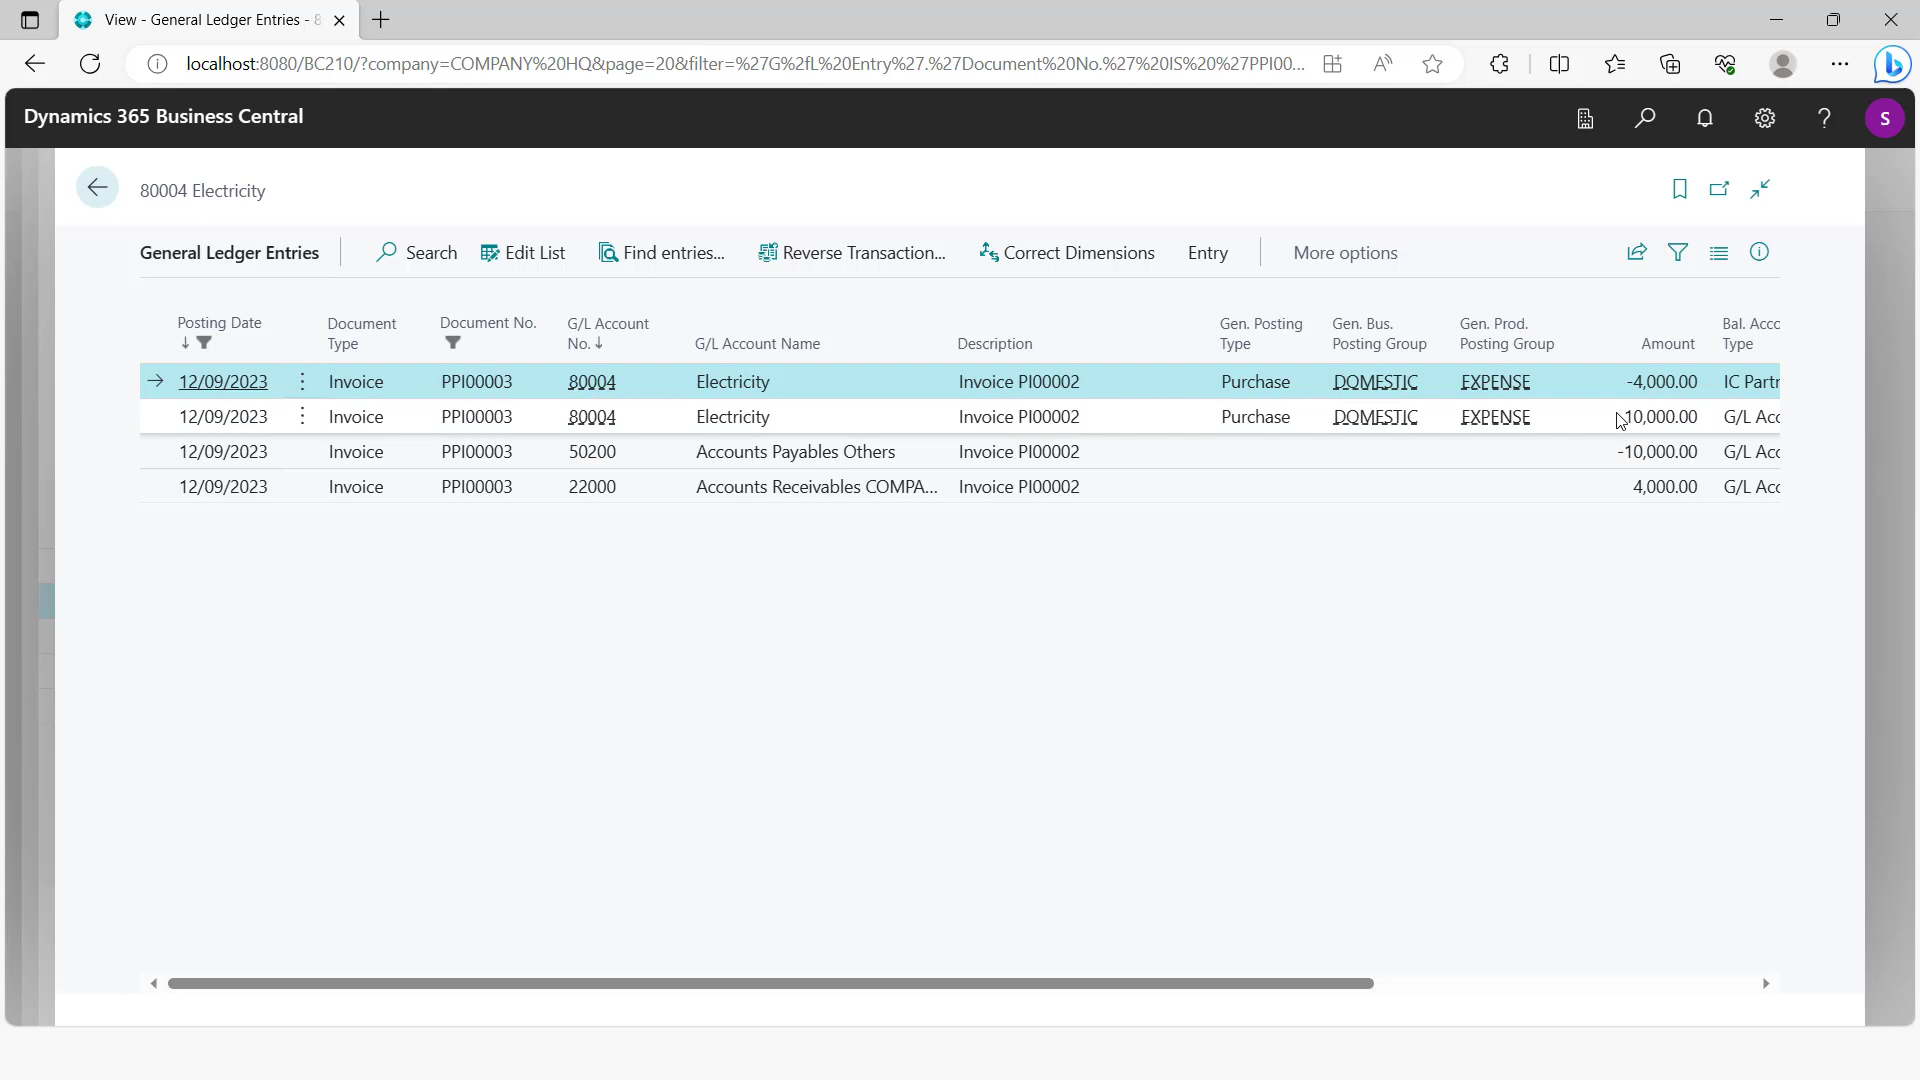 View - General Ledger Entries - 8
localhost:8080/BC210/?company=COMPANY%20HQ&page=20&filter=%27G%2fL%20Entry%27.%27Document%20No.%27%20IS%20%27PPI00...
Dynamics 365 Business Central
S
80004 Electricity
General Ledger Entries Search Edit List Find entries... Reverse Transaction... Correct Dimensions Entry More options
Posting Date Document Type Document No. G/L Account No. G/L Account Name Description Gen. Posting Type Gen. Bus. Posting Group Gen. Prod. Posting Group Amount Bal. Acco Type
12/09/2023 Invoice PPI00003 80004 Electricity Invoice PI00002 Purchase DOMESTIC EXPENSE -4,000.00 IC Partr
12/09/2023 Invoice PPI00003 80004 Electricity Invoice PI00002 Purchase DOMESTIC EXPENSE 10,000.00 G/L Acc
12/09/2023 Invoice PPI00003 50200 Accounts Payables Others Invoice PI00002 -10,000.00 G/L Acc
12/09/2023 Invoice PPI00003 22000 Accounts Receivables COMPA... Invoice PI00002 4,000.00 G/L Acc